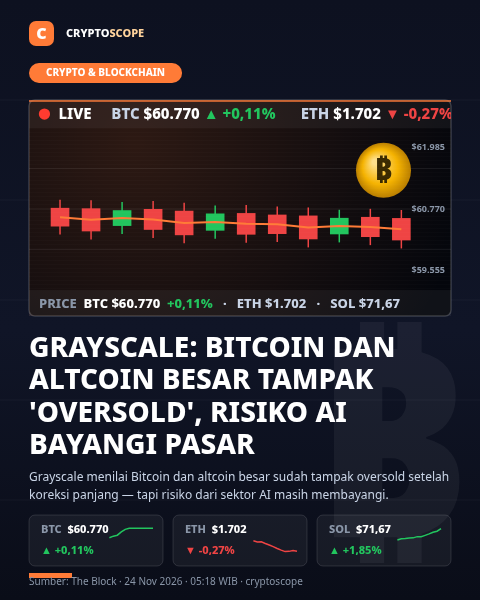 C CRYPTOSCOPE
CRYPTO & BLOCKCHAIN
LIVE BTC $60.770 ▲ +0,11% ETH $1.702 ▼ -0,27%
$61.985
$60.770
$59.555
PRICE BTC $60.770 +0,11% · ETH $1.702 · SOL $71,67
GRAYSCALE: BITCOIN DAN
ALTCOIN BESAR TAMPAK
'OVERSOLD', RISIKO AI
BAYANGI PASAR
Grayscale menilai Bitcoin dan altcoin besar sudah tampak oversold setelah
koreksi panjang — tapi risiko dari sektor AI masih membayangi.
BTC $60.770
▲ +0,11%
ETH $1.702
▼ -0,27%
SOL $71,67
▲ +1,85%
Sumber: The Block · 24 Nov 2026 · 05:18 WIB · cryptoscope